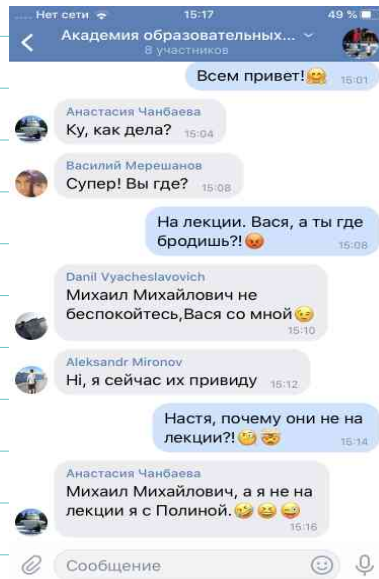 Нет сети 15:17 49 %
Академия образовательных...
8 участников
Всем привет!🤗 15:01
Анастасия Чанбаева
Ку, как дела? 15:04
Василий Мерешанов
Супер! Вы где? 15:08
На лекции. Вася, а ты где
бродишь?!😡 15:08
Danil Vyacheslavovich
Михаил Михайлович не
беспокойтесь,Вася со мной😉
15:10
Aleksandr Mironov
Hi, я сейчас их привиду 15:12
Настя, почему они не на
лекции?!🧐🤯 15:14
Анастасия Чанбаева
Михаил Михайлович, а я не на
лекции я с Полиной.🤣😆😜
15:16
Сообщение